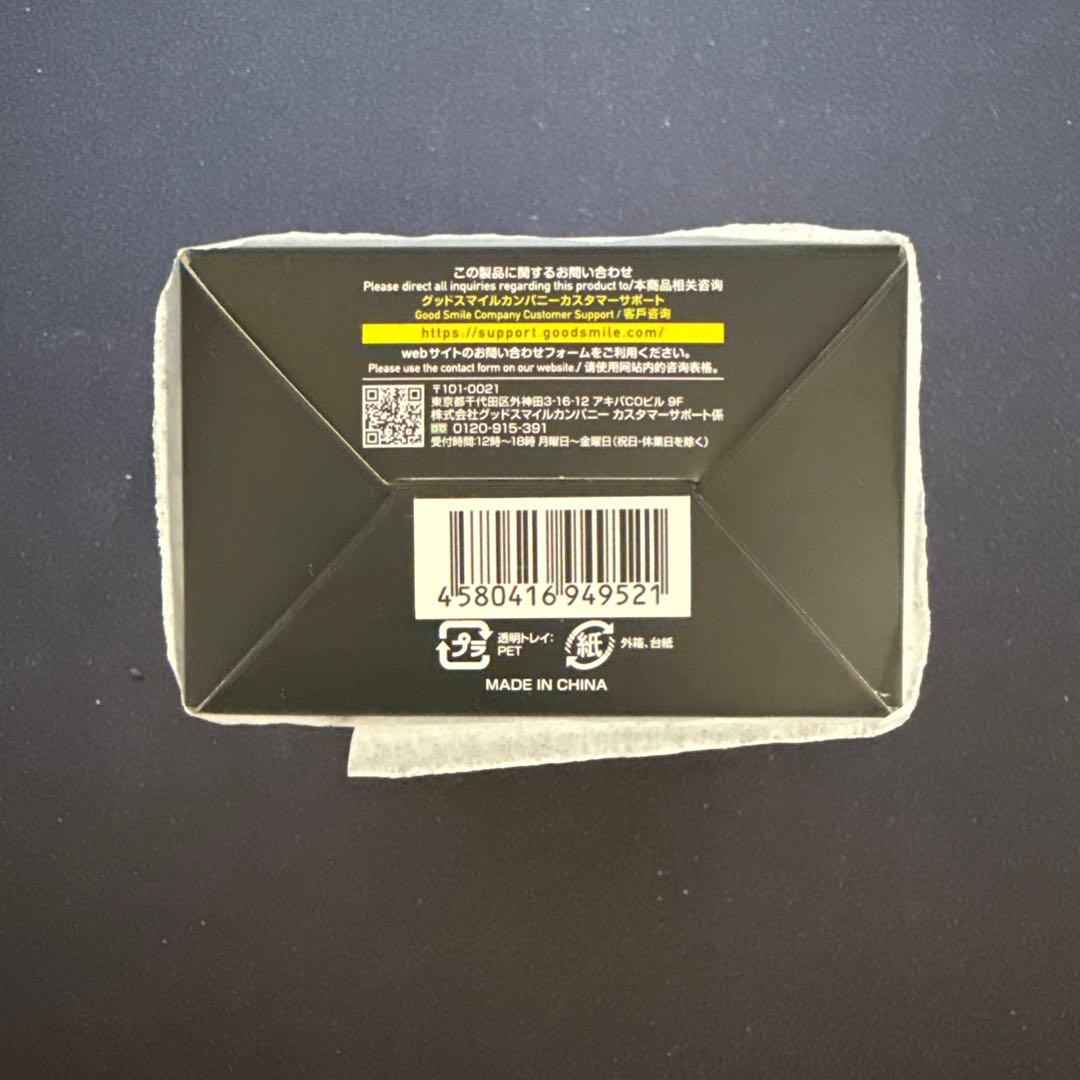 この製品に関するお問い合わせ
Please direct all inquiries regarding this product to/本商品相关咨询
グッドスマイルカンパニーカスタマーサポート
Good Smile Company Customer Support / 客戶咨询
https://support.goodsmile.com/
webサイトのお問い合わせフォームをご利用ください。
Please use the contact form on our website./ 请使用网站内的咨询表格。
〒101-0021
東京都千代田区外神田3-16-12 アキバCOビル 9F
株式会社グッドスマイルカンパニー カスタマーサポート係
0120-915-391
受付時間:12時〜18時 月曜日〜金曜日(祝日・休業日を除く)
4580416949521
プラ 透明トレイ: 紙 外箱、台紙
PET
MADE IN CHINA